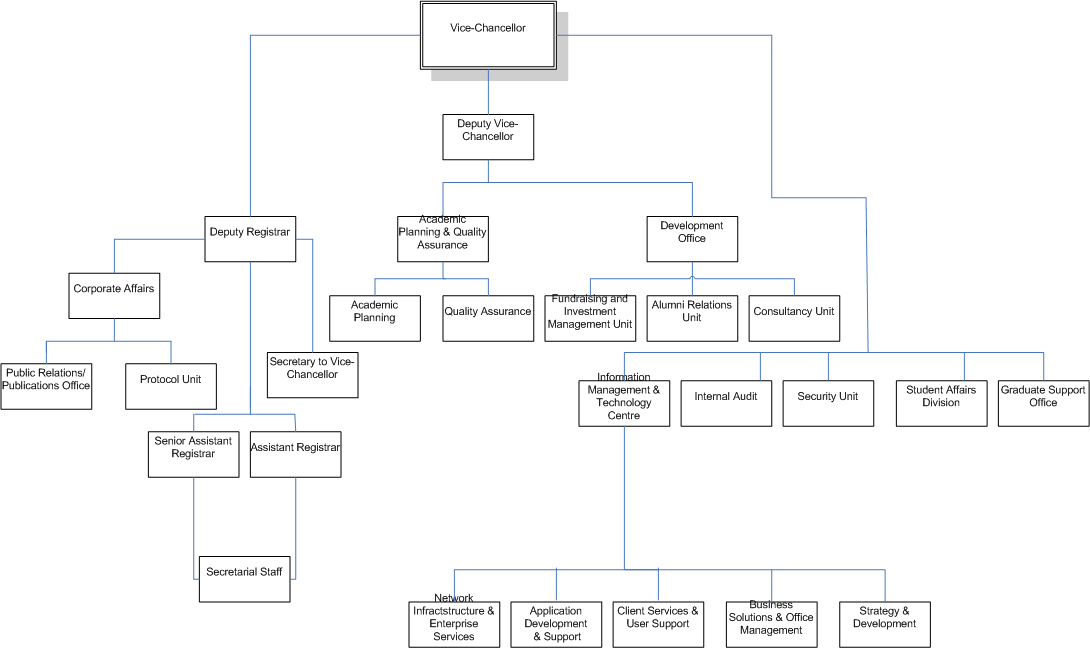 Vice-Chancellor
Deputy Vice-
Chancellor
Deputy Registrar
Academic
Planning & Quality
Assurance
Development
Office
Corporate Affairs
Academic
Planning
Quality Assurance
Fundraising and
Investment
Management Unit
Alumni Relations
Unit
Consultancy Unit
Public Relations/
Publications Office
Protocol Unit
Secretary to Vice-
Chancellor
Information
Management &
Technology
Centre
Internal Audit
Security Unit
Student Affairs
Division
Graduate Support
Office
Senior Assistant
Registrar
Assistant Registrar
Secretarial Staff
Network
Infractstructure &
Enterprise
Services
Application
Development
& Support
Client Services &
User Support
Business
Solutions & Office
Management
Strategy &
Development